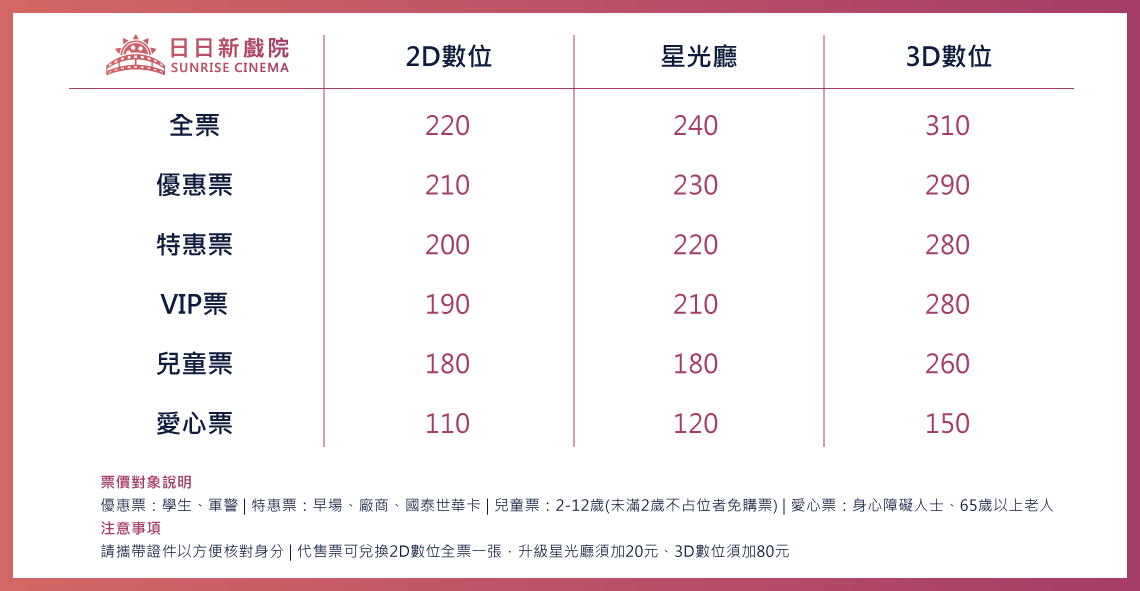 日日新戲院
SUNRISE CINEMA
2D數位 星光廳 3D數位
全票 220 240 310
優惠票 210 230 290
特惠票 200 220 280
VIP票 190 210 280
兒童票 180 180 260
愛心票 110 120 150
票價對象說明
優惠票：學生、軍警 | 特惠票：早場、廠商、國泰世華卡 | 兒童票：2-12歲(未滿2歲不占位者免購票) | 愛心票：身心障礙人士、65歲以上老人
注意事項
請攜帶證件以方便核對身分 | 代售票可兌換2D數位全票一張，升級星光廳須加20元、3D數位須加80元